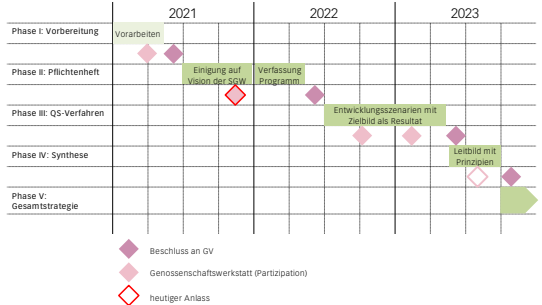 2021 2022 2023
Phase I: Vorbereitung
Vorarbeiten
Phase II: Pflichtenheft
Einigung auf
Vision der SGW
Verfassung
Programm
Phase III: QS-Verfahren
Entwicklungsszenarien mit
Zielbild als Resultat
Phase IV: Synthese
Leitbild mit
Prinzipien
Phase V:
Gesamtstrategie
Beschluss an GV
Genossenschaftswerkstatt (Partizipation)
heutiger Anlass